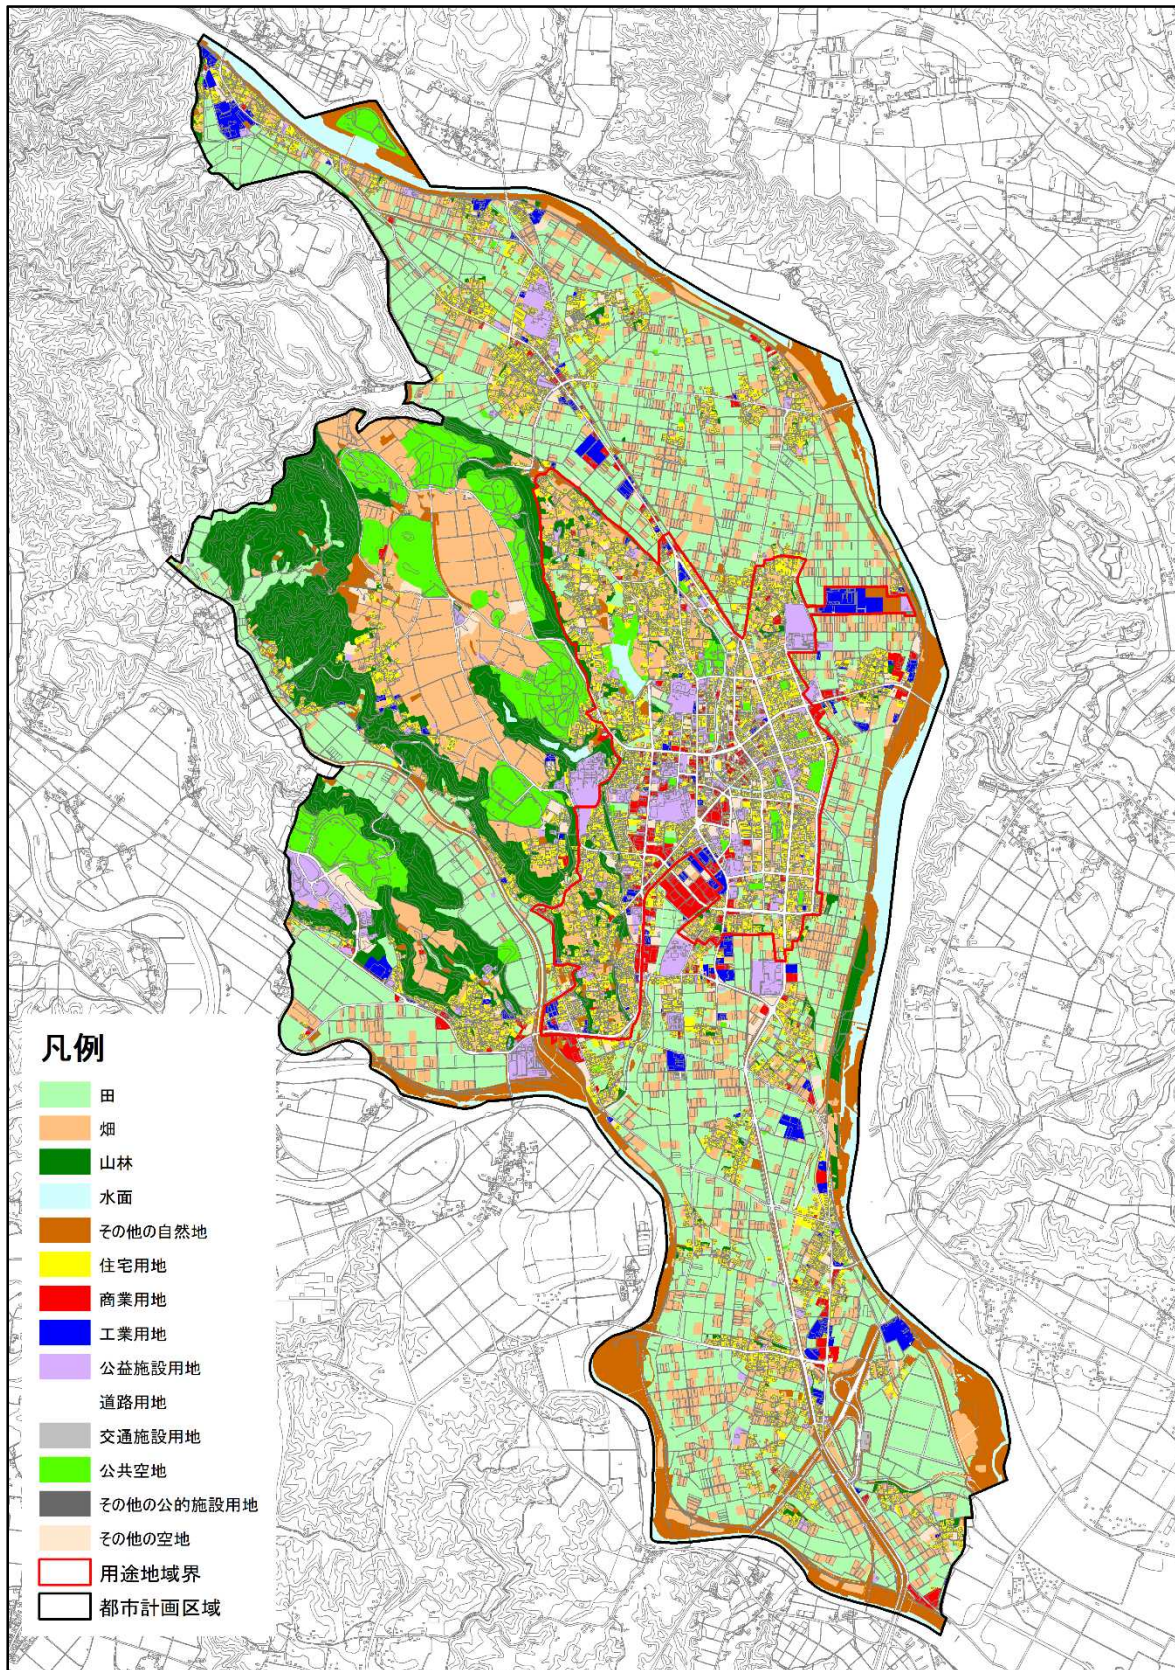 凡例
田
畑
山林
水面
その他の自然地
住宅用地
商業用地
工業用地
公益施設用地
道路用地
交通施設用地
公共空地
その他の公的施設用地
その他の空地
用途地域界
都市計画区域